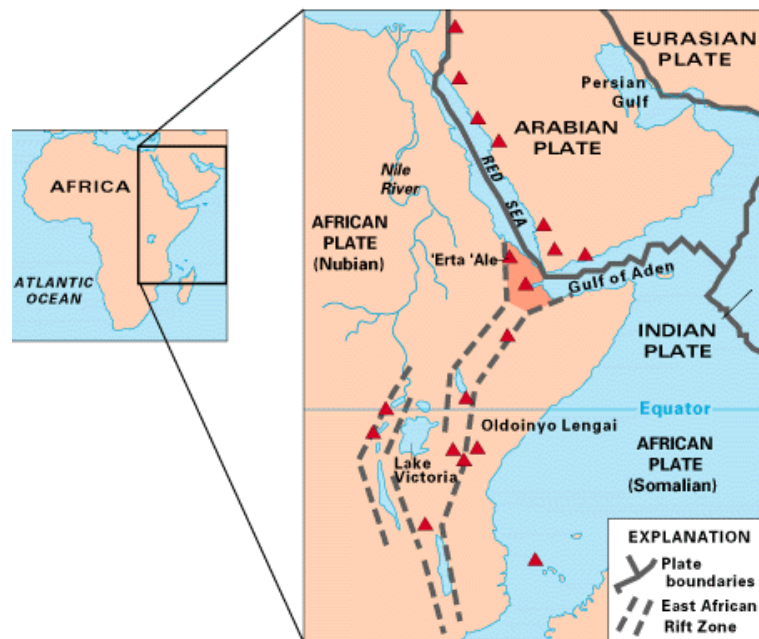 AFRICA
ATLANTIC
OCEAN
EURASIAN
PLATE
Persian
Gulf
ARABIAN
PLATE
RED SEA
Nile
River
AFRICAN
PLATE
(Nubian)
'Erta 'Ale
Gulf of Aden
INDIAN
PLATE
Equator
Oldoinyo Lengai
Lake
Victoria
AFRICAN
PLATE
(Somalian)
EXPLANATION
Plate
boundaries
East African
Rift Zone